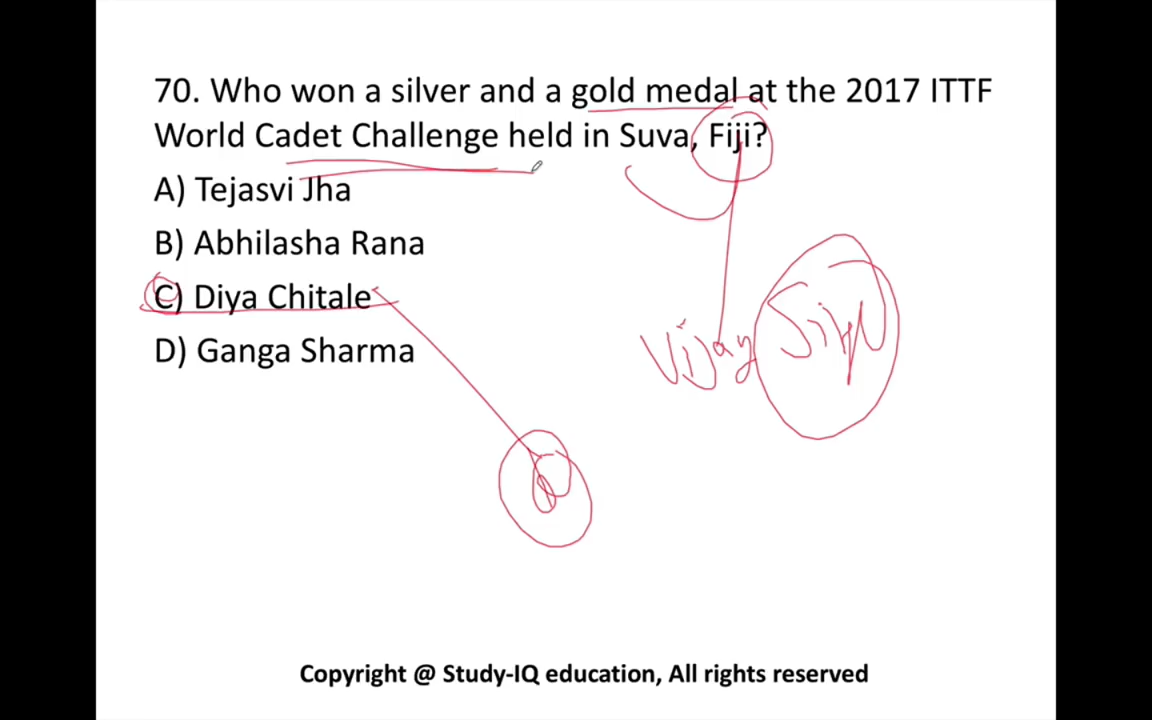 70. Who won a silver and a gold medal at the 2017 ITTF
World Cadet Challenge held in Suva, Fiji?
A) Tejasvi Jha
B) Abhilasha Rana
C) Diya Chitale
D) Ganga Sharma
Vijay
Copyright @ Study-IQ education, All rights reserved